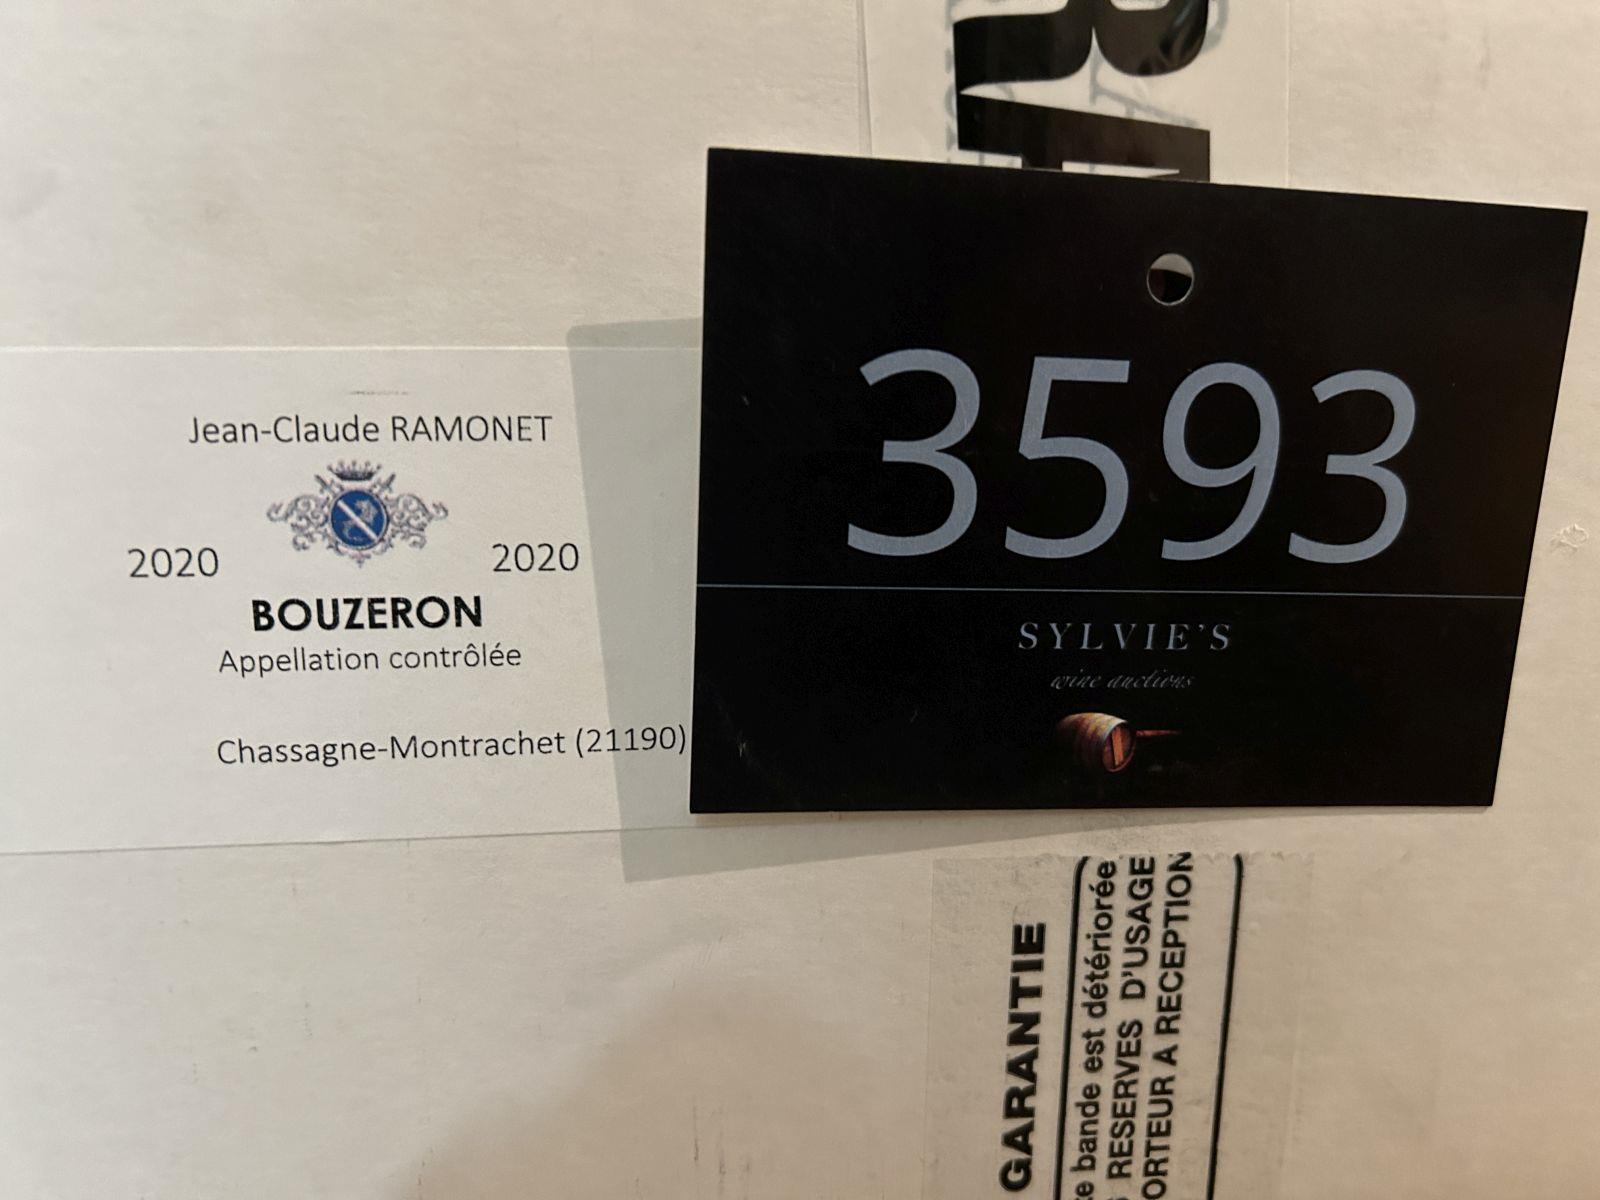 Jean-Claude RAMONET
2020 2020
BOUZERON
Appellation contrôlée
Chassagne-Montrachet (21190)
3593
SYLVIE'S
wine auctions
GARANTIE
bande est détériorée
RESERVES D'USAGE
A RECEPTION